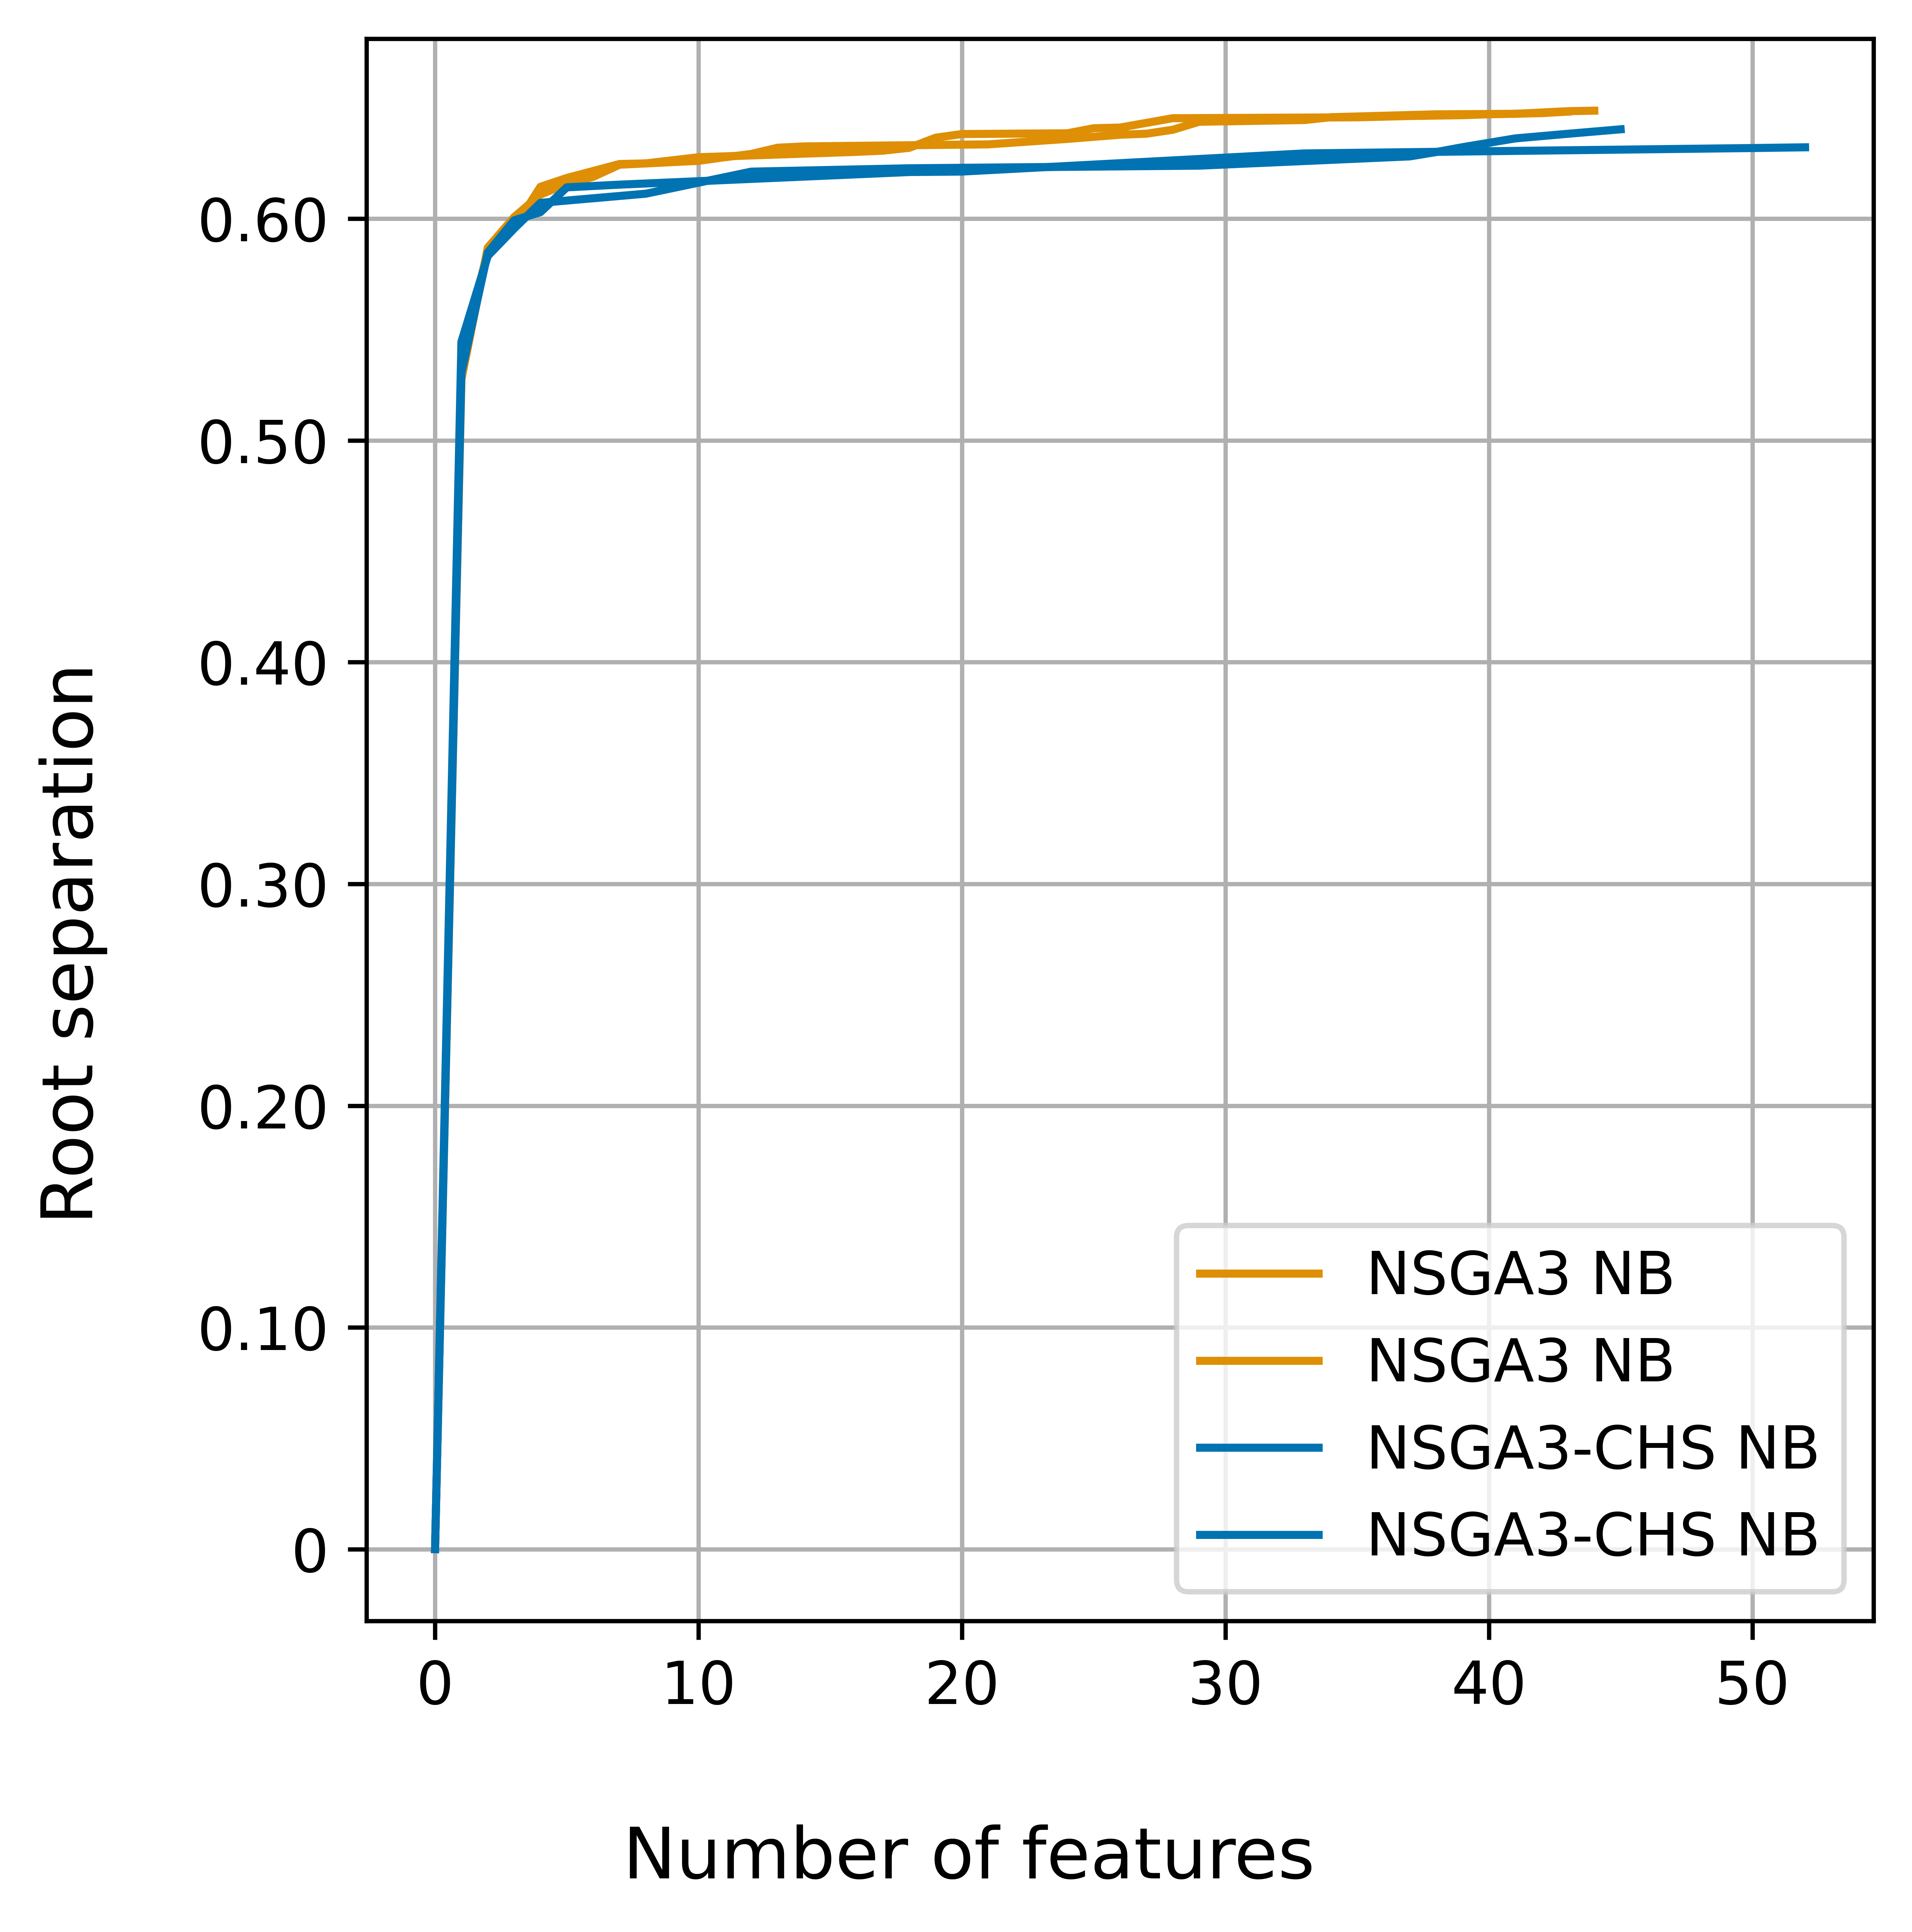 0.60
0.50
0.40
0.30
0.20
0.10
0
Root separation
0 10 20 30 40 50
Number of features
NSGA3 NB
NSGA3 NB
NSGA3-CHS NB
NSGA3-CHS NB